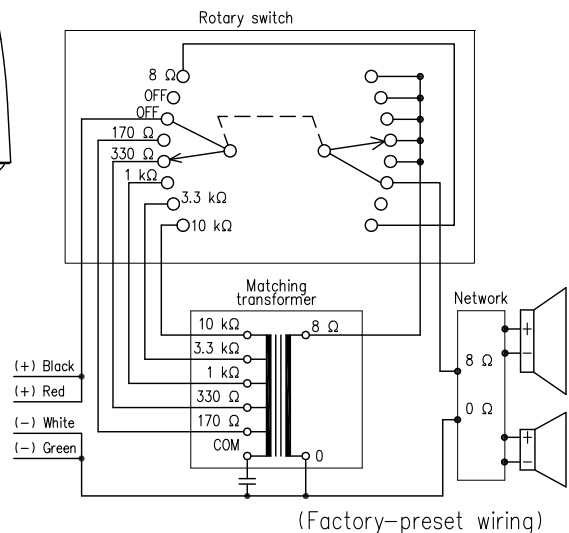 Rotary switch
8 Ω
OFF
OFF
170 Ω
330 Ω
1 kΩ
3.3 kΩ
10 kΩ
Matching
transformer
10 kΩ
3.3 kΩ
1 kΩ
330 Ω
170 Ω
COM
8 Ω
0
Network
8 Ω
0 Ω
+
−
+
−
(+) Black
(+) Red
(−) White
(−) Green
(Factory-preset wiring)